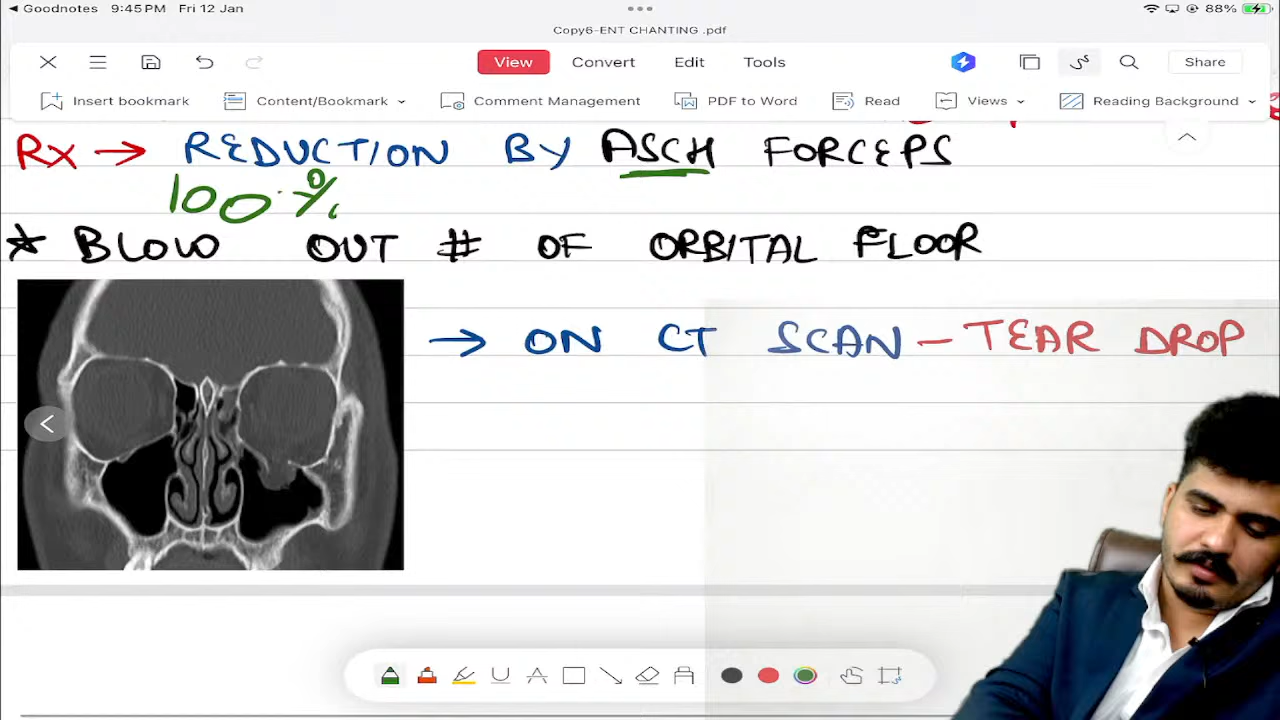 Goodnotes 9:45 PM Fri 12 Jan 88%
Copy6-ENT CHANTING .pdf
View Convert Edit Tools Share
Insert bookmark Content/Bookmark Comment Management PDF to Word Read Views Reading Background
Rx → REDUCTION BY ASCH FORCEPS
100%
* BLOW OUT # OF ORBITAL FLOOR
→ ON CT SCAN - TEAR DROP